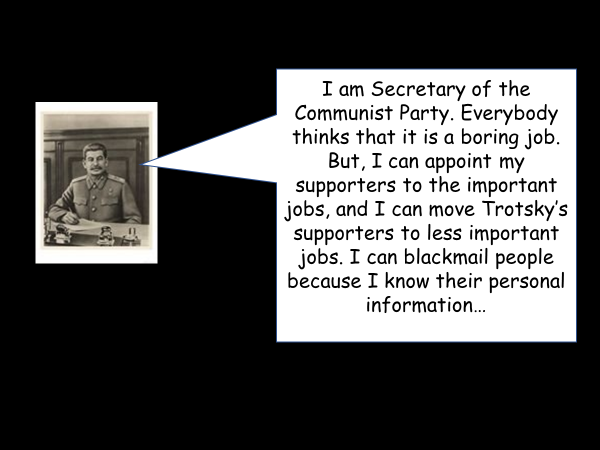 I am Secretary of the
Communist Party. Everybody
thinks that it is a boring job.
But, I can appoint my
supporters to the important
jobs, and I can move Trotsky’s
supporters to less important
jobs. I can blackmail people
because I know their personal
information…